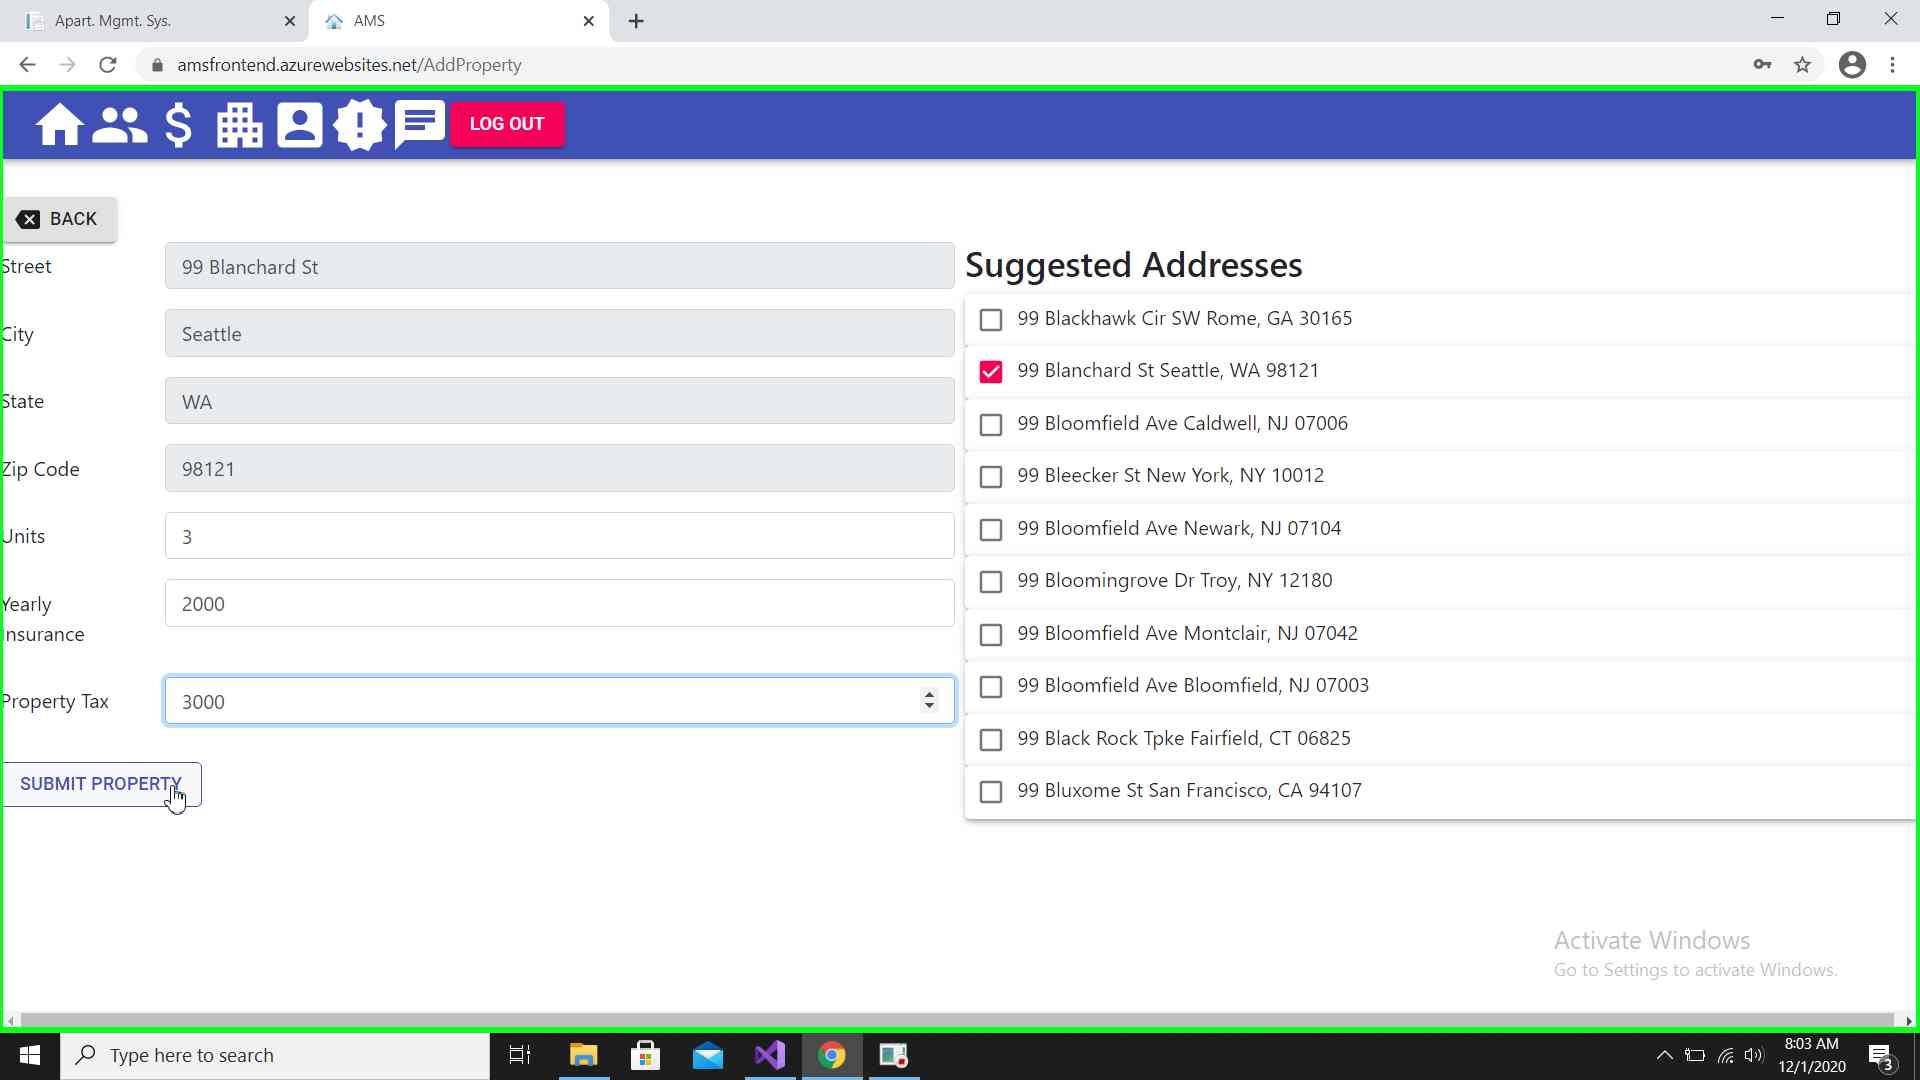 Apart. Mgmt. Sys.
AMS
amsfrontend.azurewebsites.net/AddProperty
LOG OUT
BACK
Street
99 Blanchard St
City
Seattle
State
WA
Zip Code
98121
Units
3
Yearly
Insurance
2000
Property Tax
3000
SUBMIT PROPERTY
Suggested Addresses
99 Blackhawk Cir SW Rome, GA 30165
99 Blanchard St Seattle, WA 98121
99 Bloomfield Ave Caldwell, NJ 07006
99 Bleecker St New York, NY 10012
99 Bloomfield Ave Newark, NJ 07104
99 Bloomingrove Dr Troy, NY 12180
99 Bloomfield Ave Montclair, NJ 07042
99 Bloomfield Ave Bloomfield, NJ 07003
99 Black Rock Tpke Fairfield, CT 06825
99 Bluxome St San Francisco, CA 94107
Activate Windows
Go to Settings to activate Windows.
Type here to search
8:03 AM
12/1/2020
3